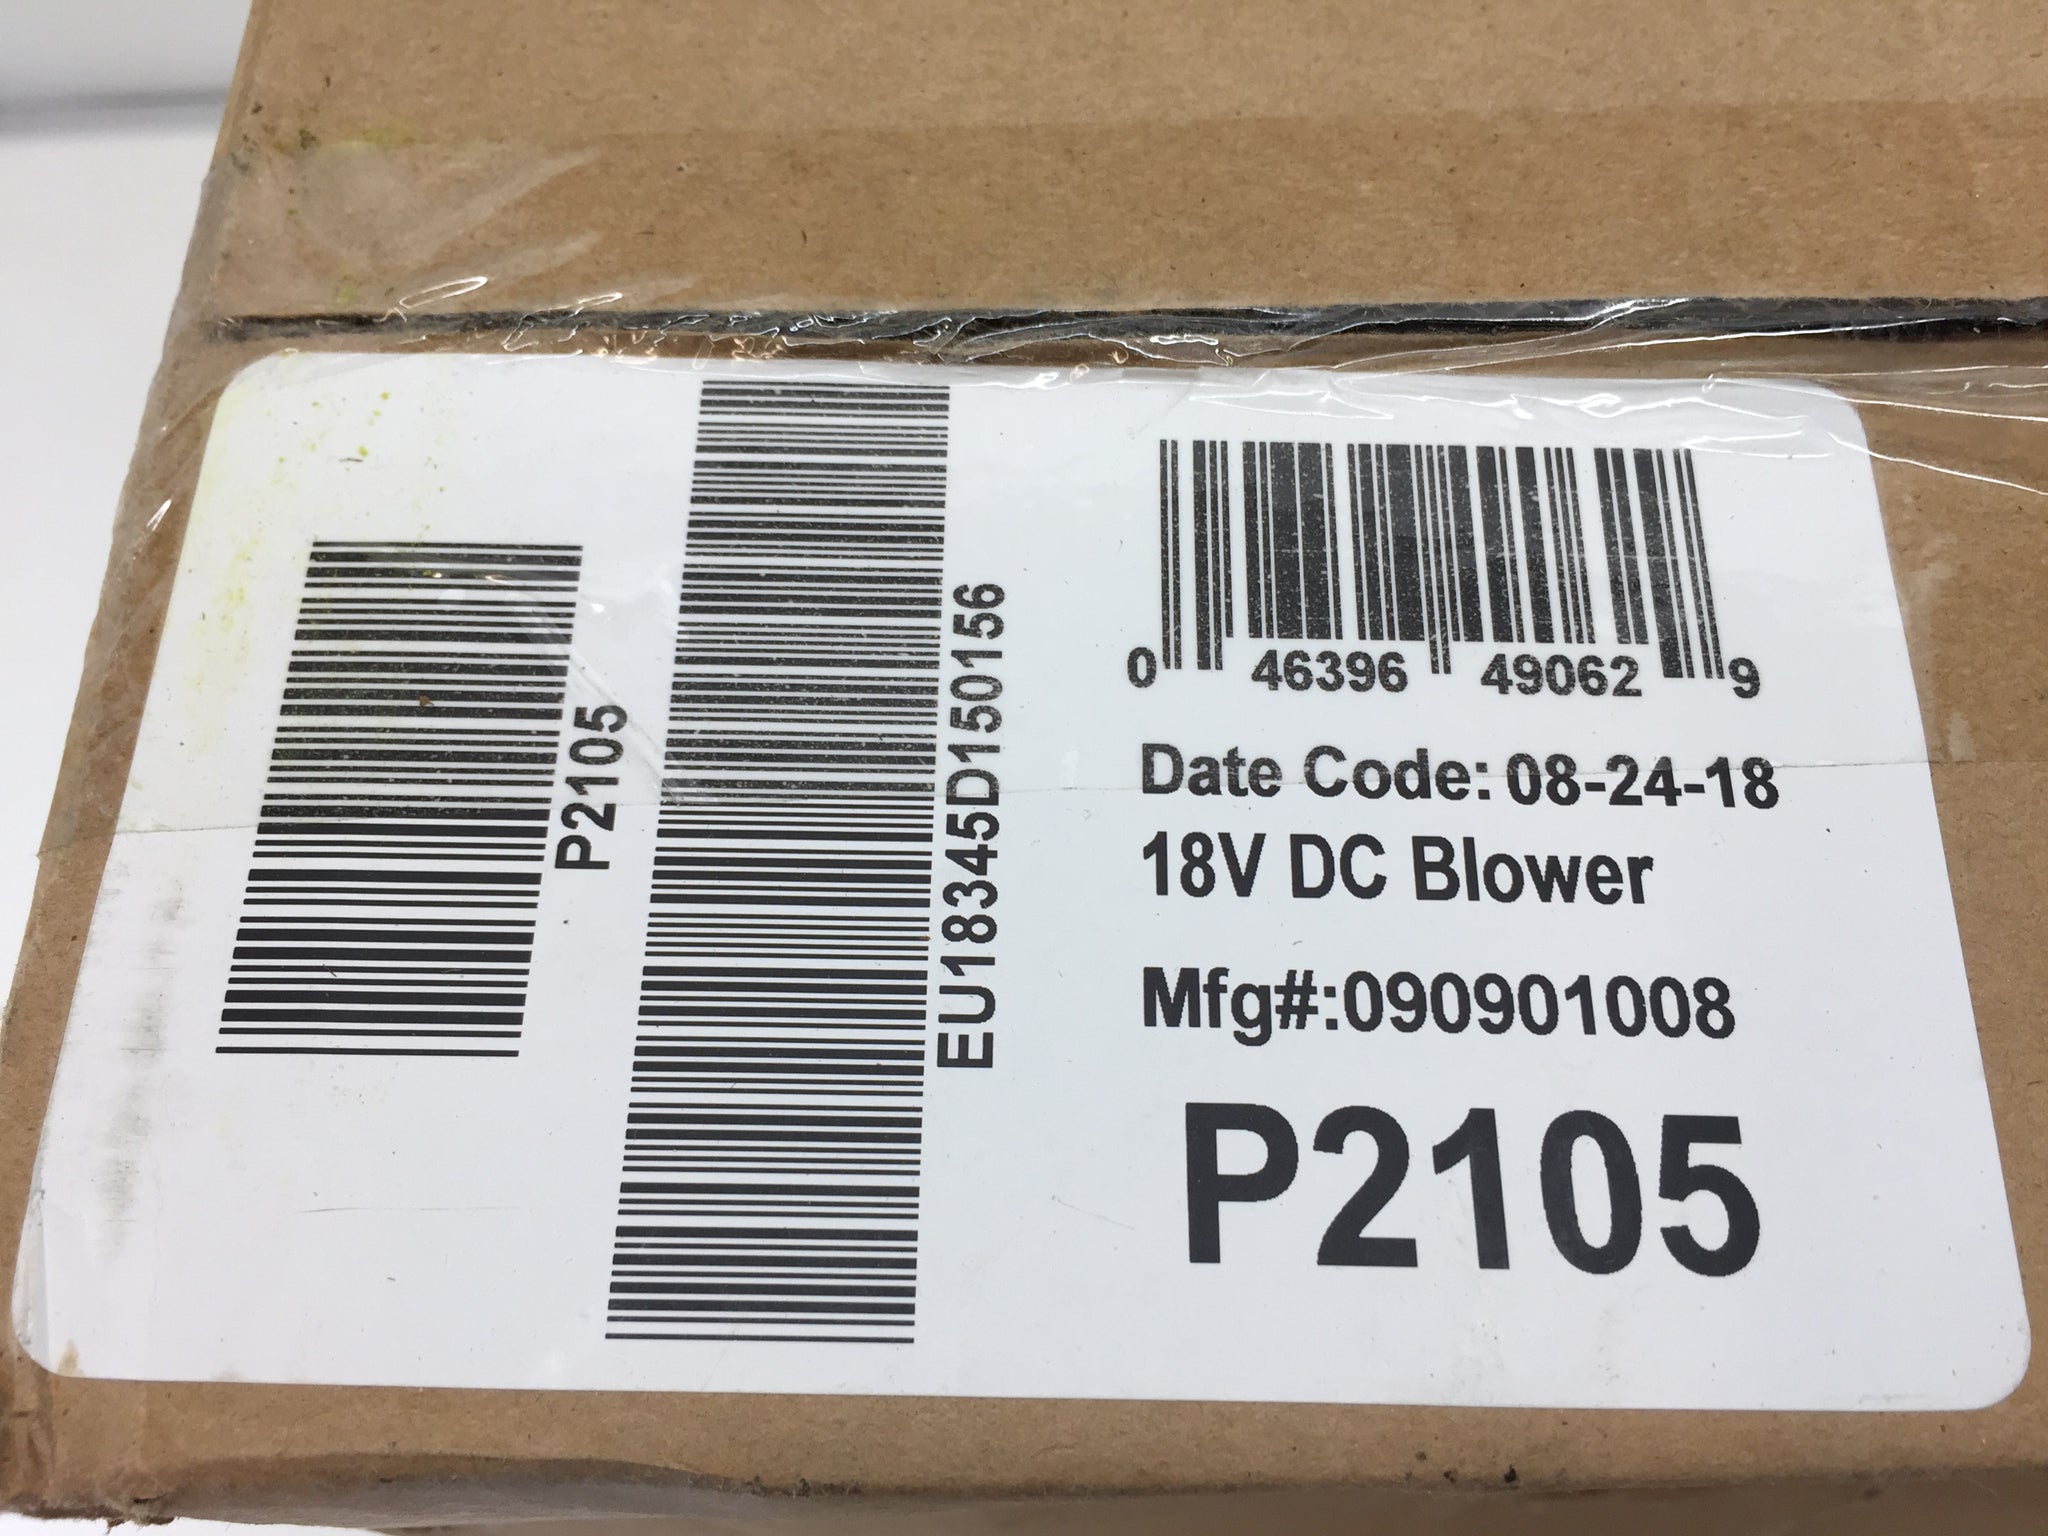 P2105
EU18345D150156
0 46396 49062 9
Date Code: 08-24-18
18V DC Blower
Mfg#:090901008
P2105